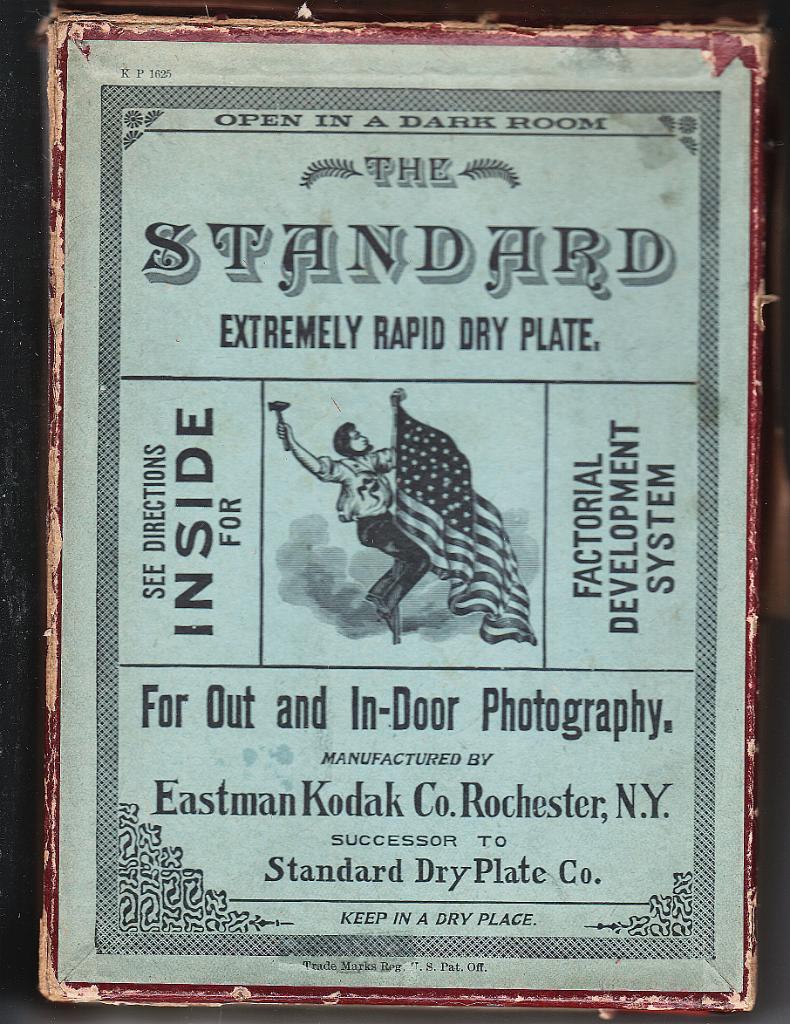 K P 1625
OPEN IN A DARK ROOM
THE
STANDARD
EXTREMELY RAPID DRY PLATE.
SEE DIRECTIONS
INSIDE
FOR
FACTORIAL
DEVELOPMENT
SYSTEM
For Out and In-Door Photography.
MANUFACTURED BY
Eastman Kodak Co. Rochester, N.Y.
SUCCESSOR TO
Standard Dry Plate Co.
KEEP IN A DRY PLACE.
Trade Marks Reg. U. S. Pat. Off.